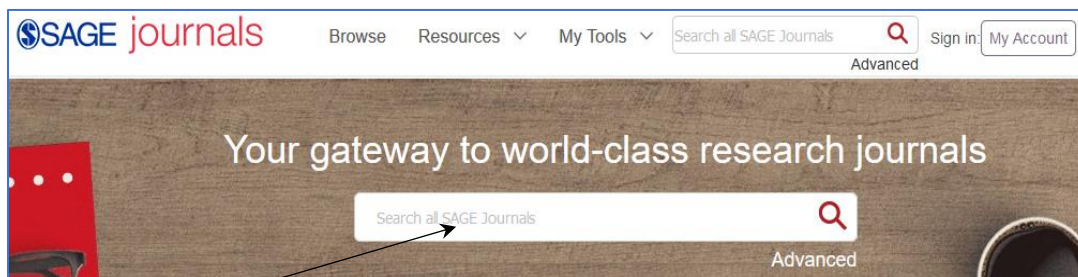 SAGE journals Browse Resources My Tools Search all SAGE Journals Sign in: My Account
Advanced
Your gateway to world-class research journals
Search all SAGE Journals
Advanced